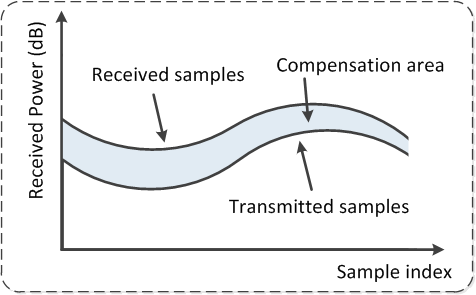 Received Power (dB)
Received samples
Compensation area
Transmitted samples
Sample index